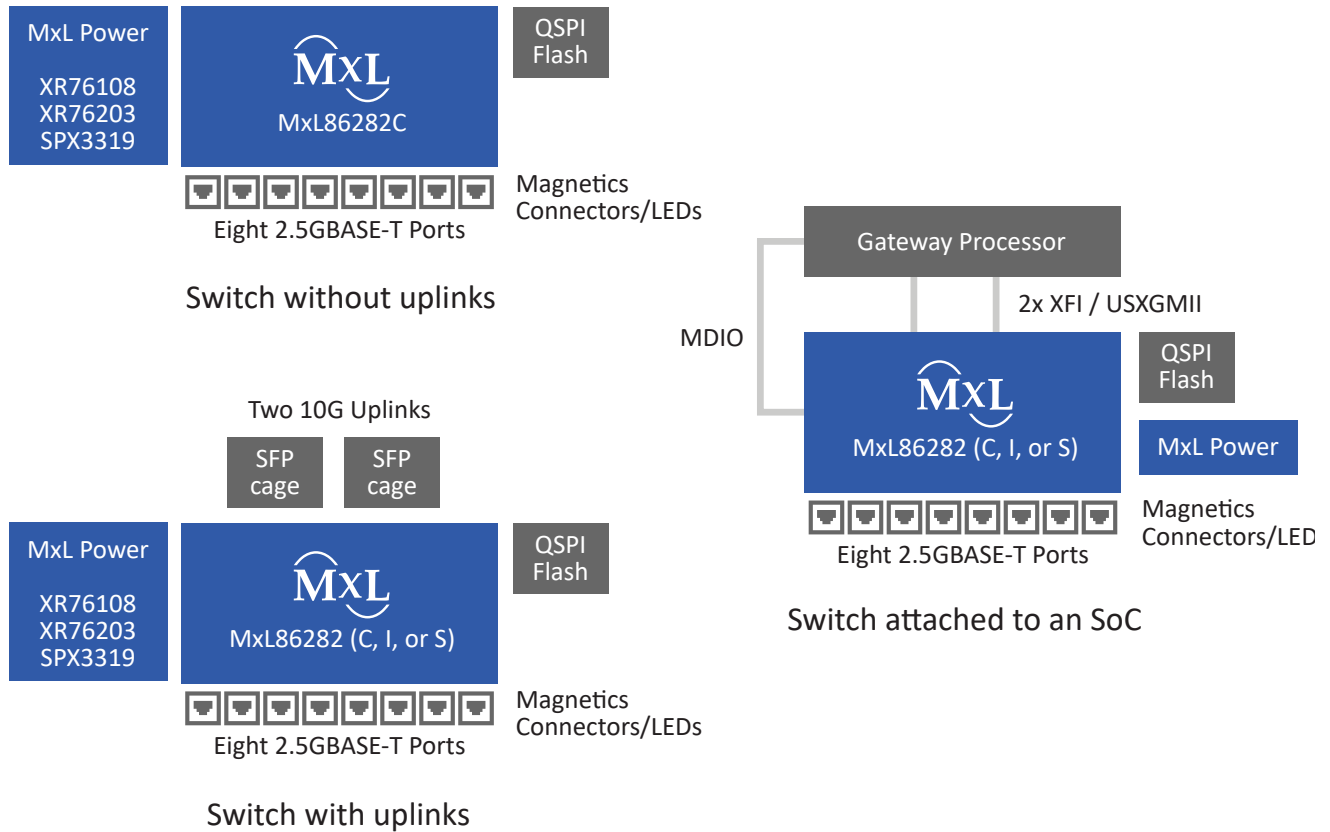 MxL Power
XR76108
XR76203
SPX3319
MxL
MxL86282C
QSPI
Flash
Magnetics
Connectors/LEDs
Eight 2.5GBASE-T Ports
Switch without uplinks
Two 10G Uplinks
SFP
cage
SFP
cage
MxL Power
XR76108
XR76203
SPX3319
MxL
MxL86282 (C, I, or S)
QSPI
Flash
Magnetics
Connectors/LEDs
Eight 2.5GBASE-T Ports
Switch with uplinks
Gateway Processor
2x XFI / USXGMII
MDIO
MxL
MxL86282 (C, I, or S)
QSPI
Flash
MxL Power
Magnetics
Connectors/LED
Eight 2.5GBASE-T Ports
Switch attached to an SoC